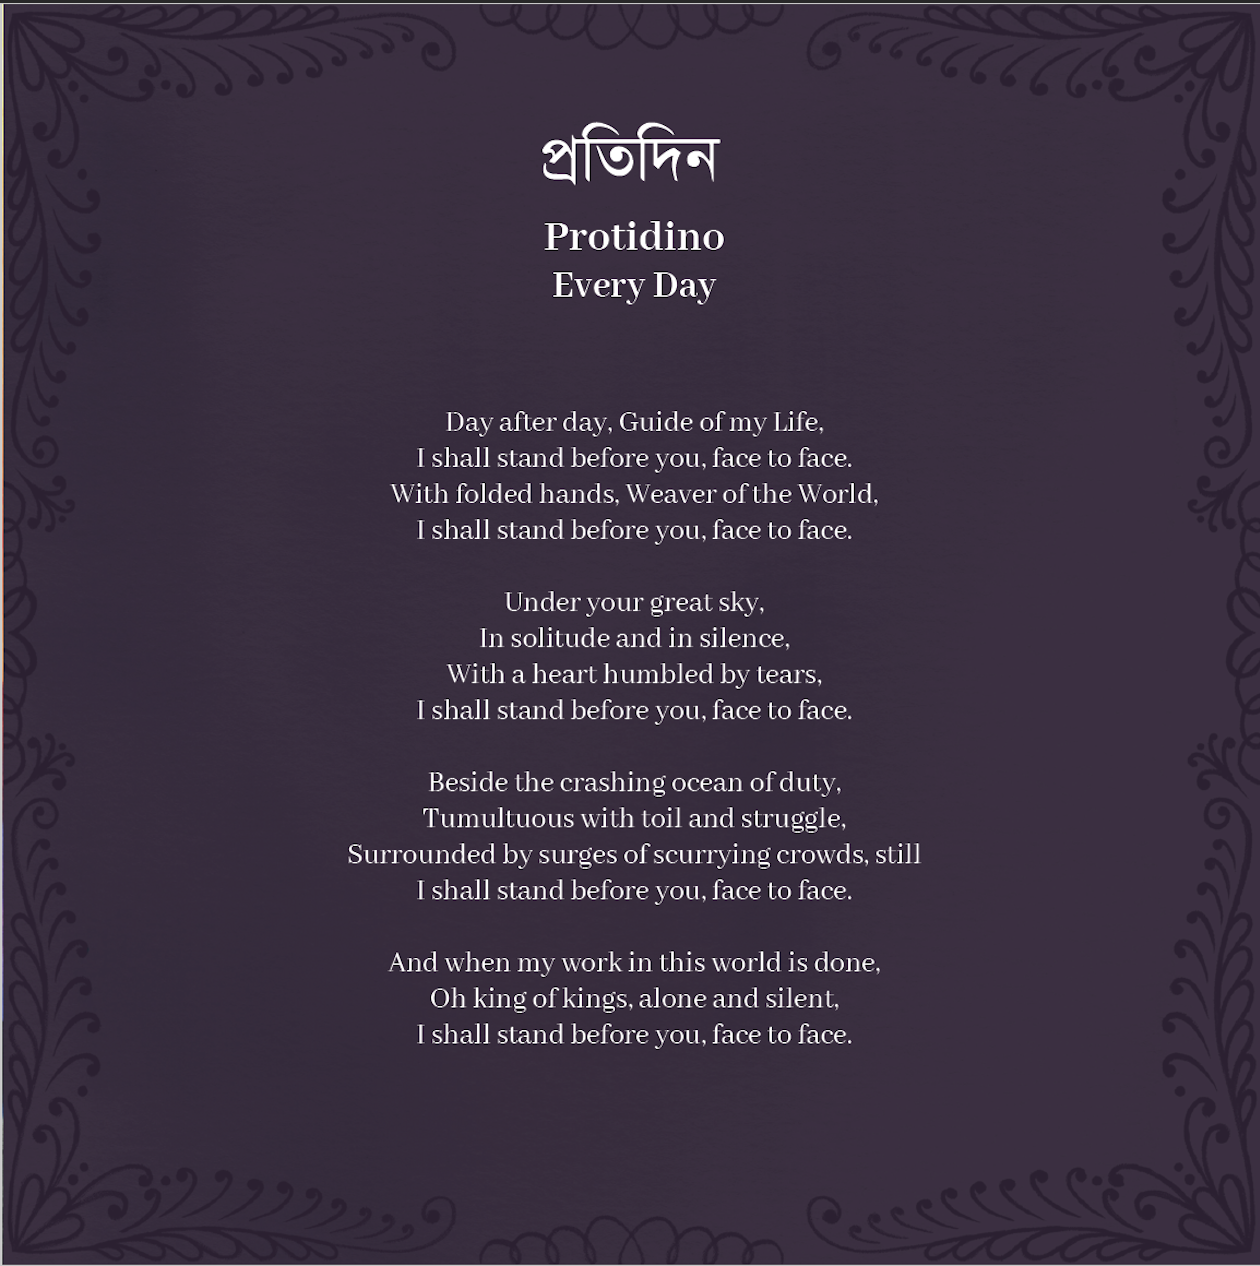 প্রতিদিন
Protidino
Every Day
Day after day, Guide of my Life,
I shall stand before you, face to face.
With folded hands, Weaver of the World,
I shall stand before you, face to face.
Under your great sky,
In solitude and in silence,
With a heart humbled by tears,
I shall stand before you, face to face.
Beside the crashing ocean of duty,
Tumultuous with toil and struggle,
Surrounded by surges of scurrying crowds, still
I shall stand before you, face to face.
And when my work in this world is done,
Oh king of kings, alone and silent,
I shall stand before you, face to face.